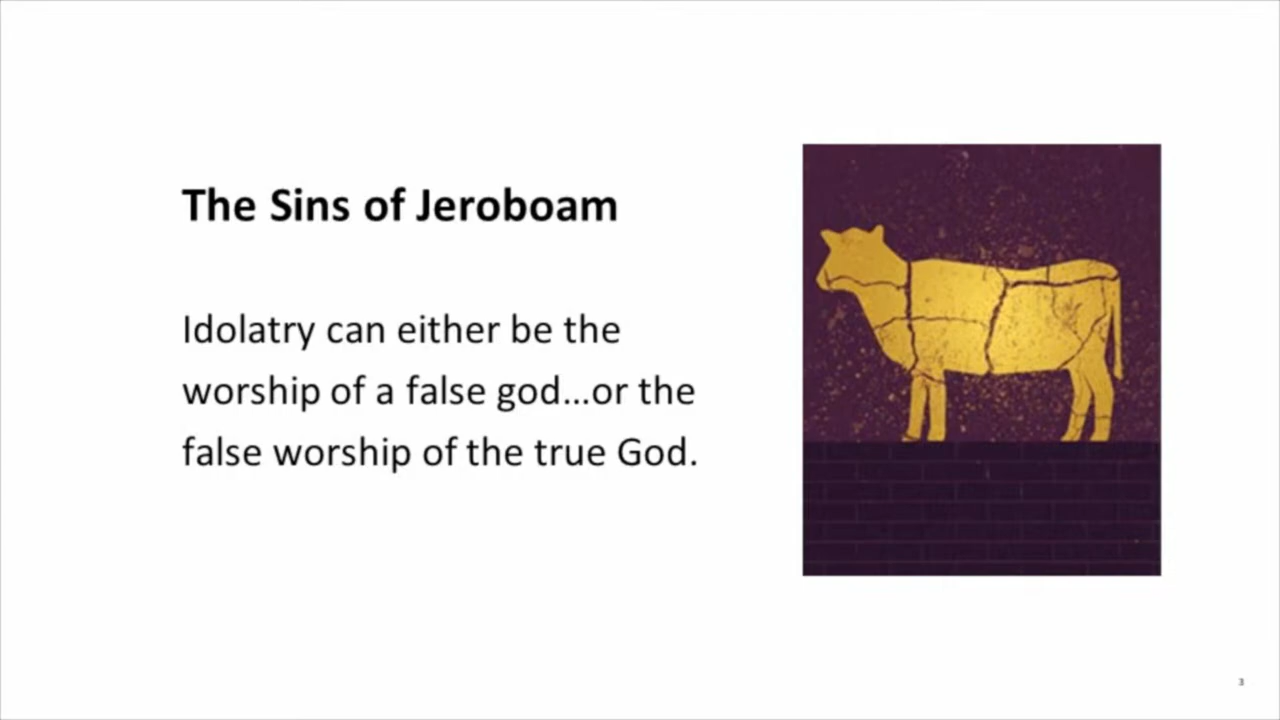 The Sins of Jeroboam
Idolatry can either be the
worship of a false god...or the
false worship of the true God.
3